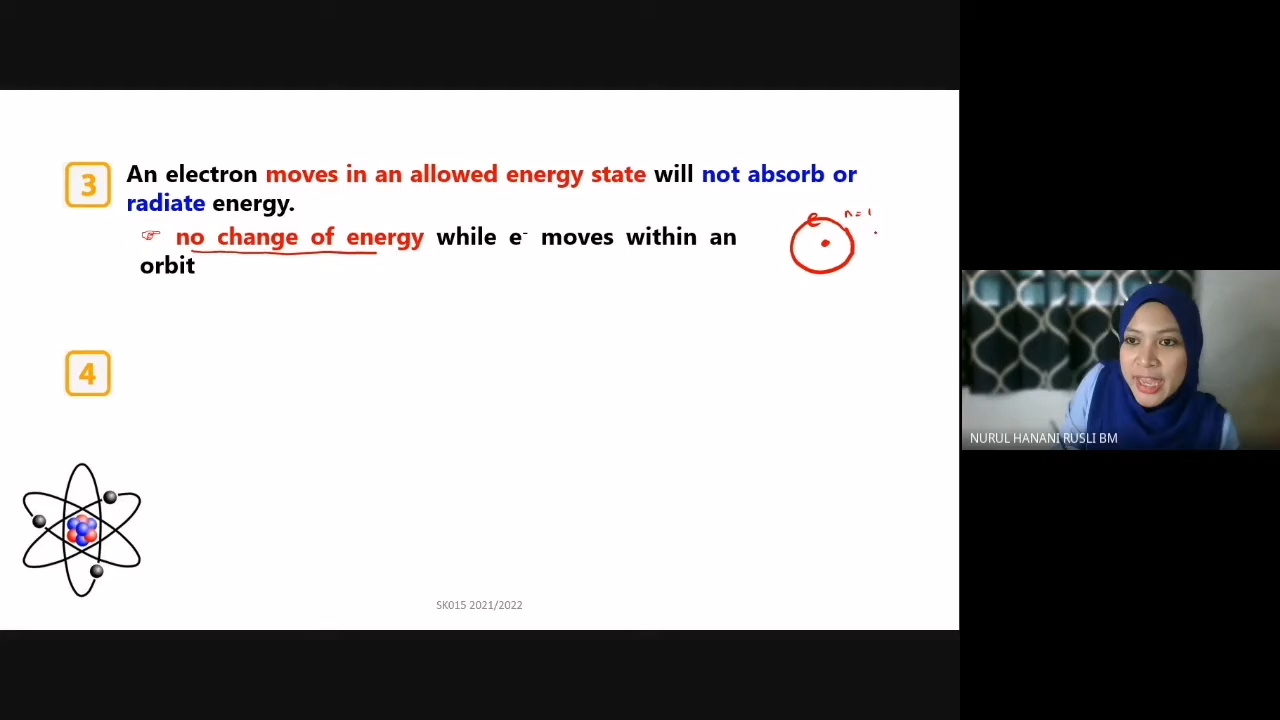 3
An electron moves in an allowed energy state will not absorb or
radiate energy.
☞ no change of energy while e⁻ moves within an
orbit
e
n=1
4
SK015 2021/2022
NURUL HANANI RUSLI BM